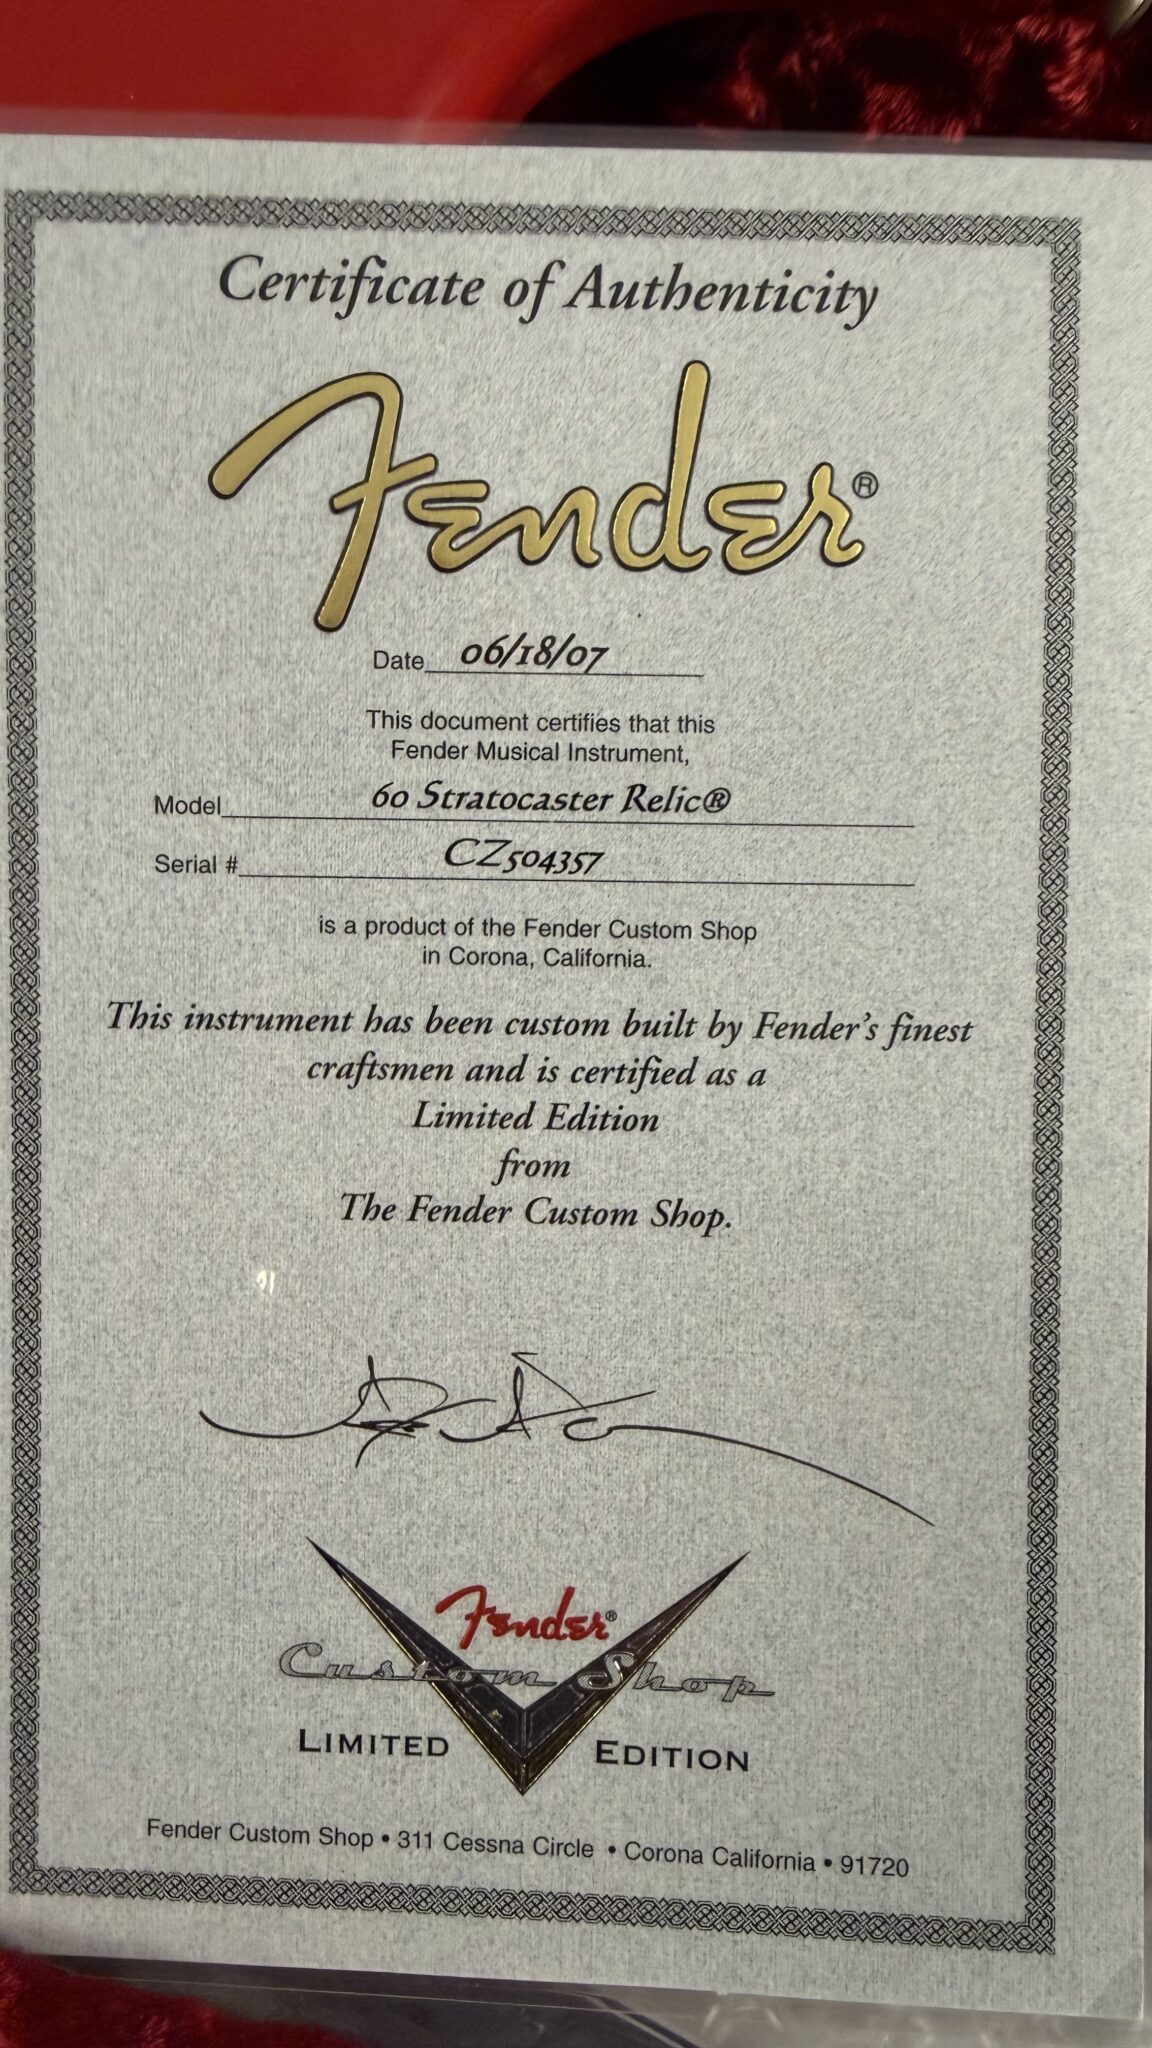 Certificate of Authenticity
Fender®
Date 06/18/07
This document certifies that this
Fender Musical Instrument,
Model 60 Stratocaster Relic®
Serial # CZ504357
is a product of the Fender Custom Shop
in Corona, California.
This instrument has been custom built by Fender's finest
craftsmen and is certified as a
Limited Edition
from
The Fender Custom Shop.
Fender®
Custom Shop
LIMITED EDITION
Fender Custom Shop • 311 Cessna Circle • Corona California • 91720